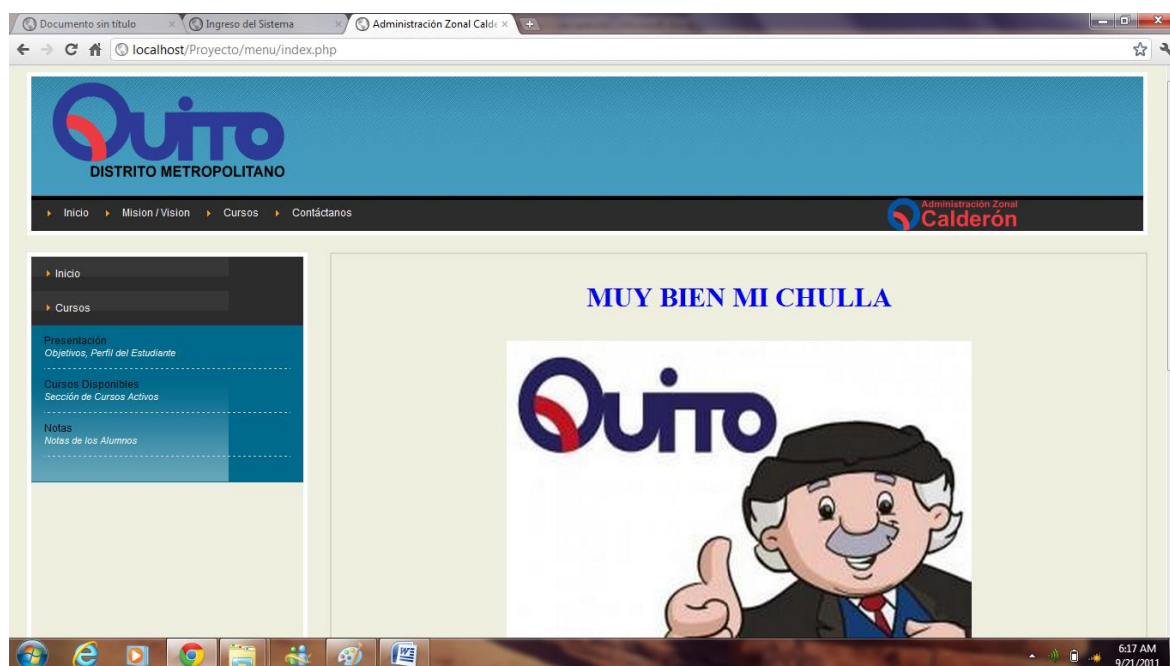 Documento sin título
Ingreso del Sistema
Administración Zonal Calde
localhost/Proyecto/menu/index.php
QUITO
DISTRITO METROPOLITANO
Inicio
Mision / Vision
Cursos
Contáctanos
Administración Zonal
Calderón
Inicio
Cursos
Presentación
Objetivos, Perfil del Estudiante
Cursos Disponibles
Sección de Cursos Activos
Notas
Notas de los Alumnos
MUY BIEN MI CHULLA
QUITO
6:17 AM
9/21/2011